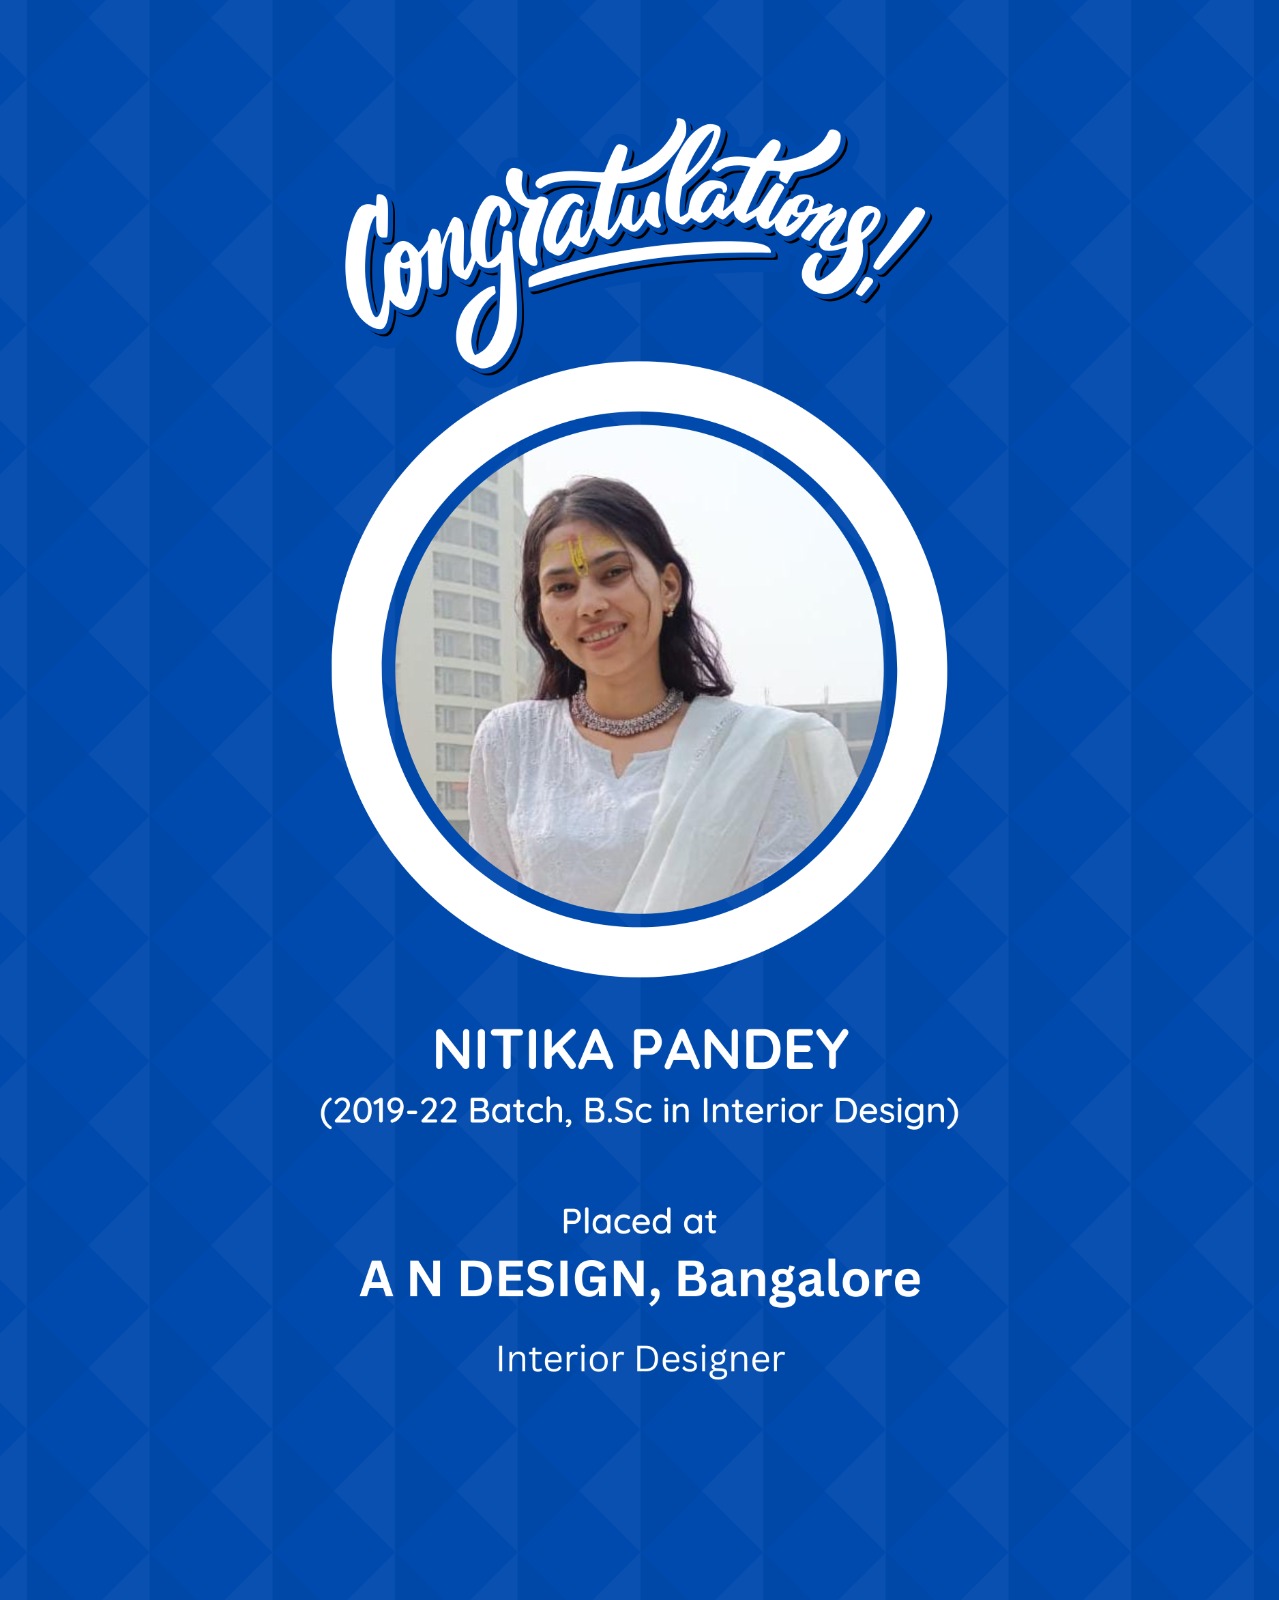 Congratulations!
NITIKA PANDEY
(2019-22 Batch, B.Sc in Interior Design)
Placed at
A N DESIGN, Bangalore
Interior Designer